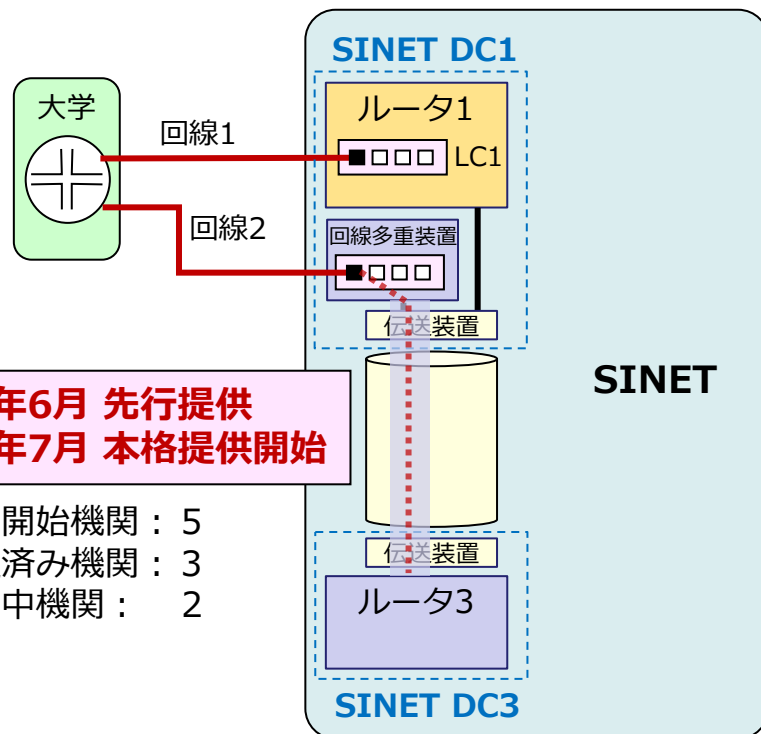 SINET DC1
大学
ルータ1
回線1
LC1
回線2
回線多重装置
伝送装置
SINET
年6月 先行提供
年7月 本格提供開始
開始機関： 5
済み機関： 3
中機関： 2
伝送装置
ルータ3
SINET DC3